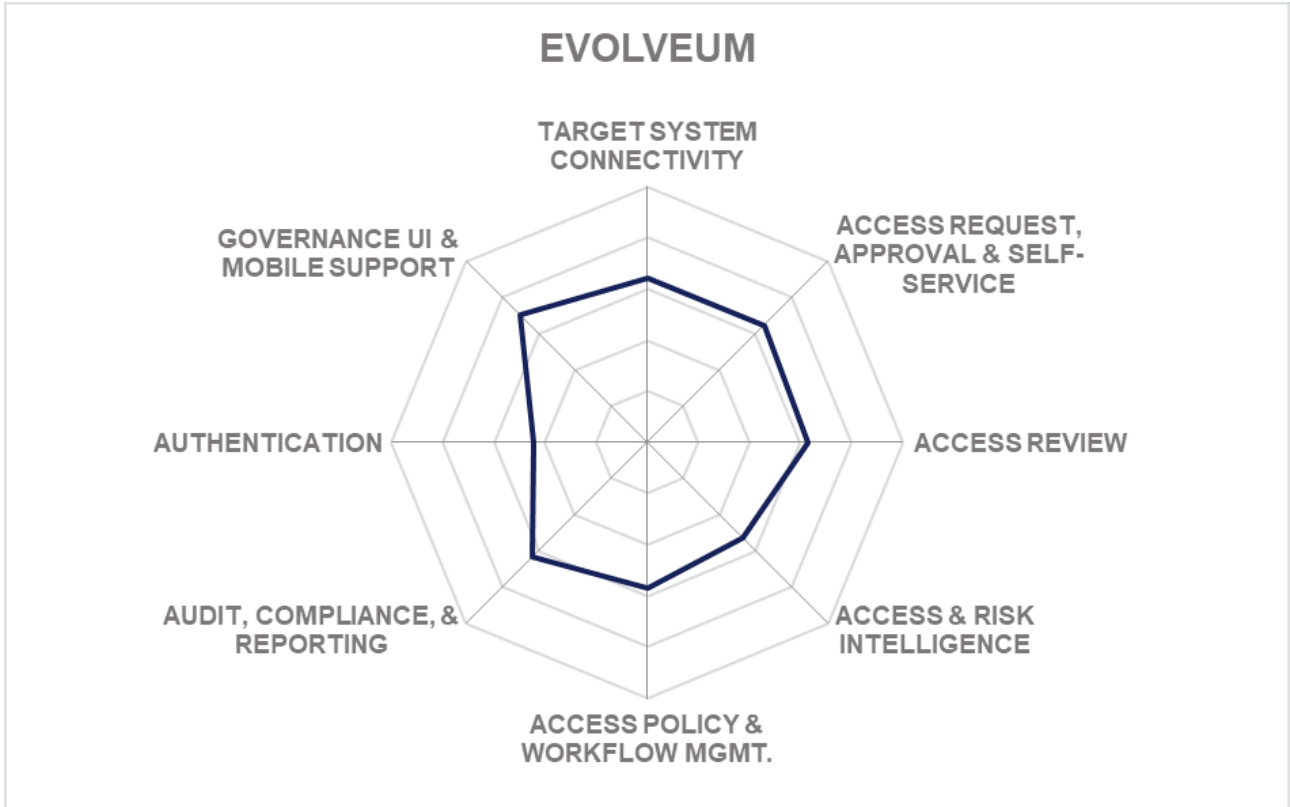 EVOLVEUM
TARGET SYSTEM
CONNECTIVITY
ACCESS REQUEST,
APPROVAL & SELF-
SERVICE
GOVERNANCE UI &
MOBILE SUPPORT
AUTHENTICATION
ACCESS REVIEW
AUDIT, COMPLIANCE, &
REPORTING
ACCESS & RISK
INTELLIGENCE
ACCESS POLICY &
WORKFLOW MGMT.